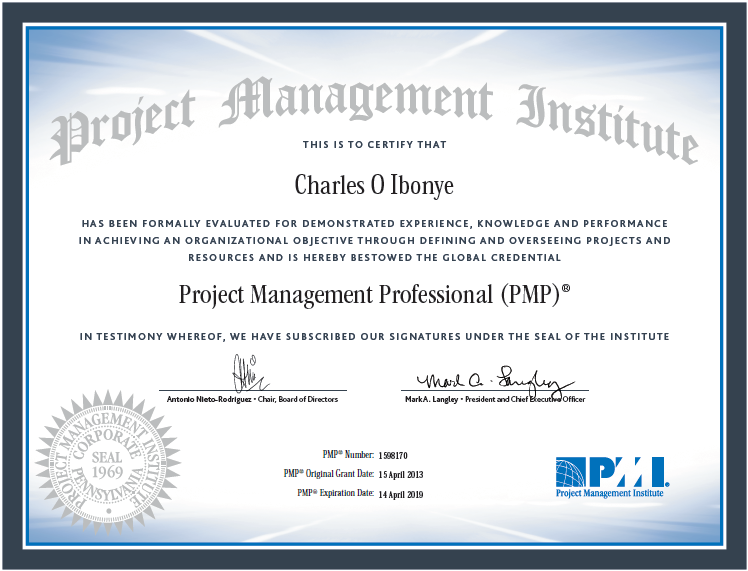 Project Management Institute
THIS IS TO CERTIFY THAT
Charles O Ibonye
HAS BEEN FORMALLY EVALUATED FOR DEMONSTRATED EXPERIENCE, KNOWLEDGE AND PERFORMANCE
IN ACHIEVING AN ORGANIZATIONAL OBJECTIVE THROUGH DEFINING AND OVERSEEING PROJECTS AND
RESOURCES AND IS HEREBY BESTOWED THE GLOBAL CREDENTIAL
Project Management Professional (PMP)®
IN TESTIMONY WHEREOF, WE HAVE SUBSCRIBED OUR SIGNATURES UNDER THE SEAL OF THE INSTITUTE
Mark A. Langley
Antonio Nieto-Rodriguez • Chair, Board of Directors
Mark A. Langley • President and Chief Executive Officer
PROJECT MANAGEMENT INSTITUTE
CORPORATE
SEAL
1969
PENNSYLVANIA
PMP® Number: 1598170
PMP® Original Grant Date: 15 April 2013
PMP® Expiration Date: 14 April 2019
PMI.
Project Management Institute